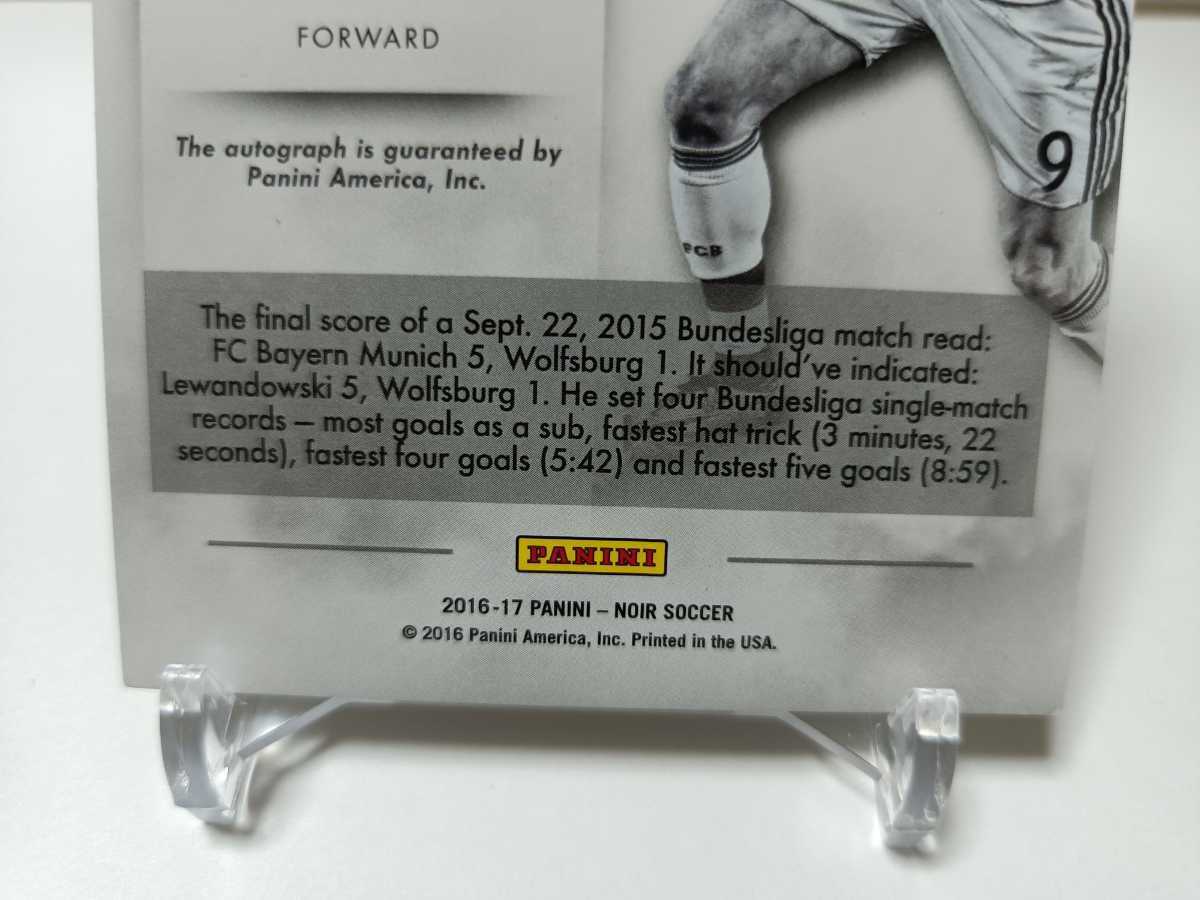 FORWARD
The autograph is guaranteed by
Panini America, Inc.
9
FCB
The final score of a Sept. 22, 2015 Bundesliga match read:
FC Bayern Munich 5, Wolfsburg 1. It should've indicated:
Lewandowski 5, Wolfsburg 1. He set four Bundesliga single-match
records – most goals as a sub, fastest hat trick (3 minutes, 22
seconds), fastest four goals (5:42) and fastest five goals (8:59).
PANINI
2016-17 PANINI – NOIR SOCCER
© 2016 Panini America, Inc. Printed in the USA.